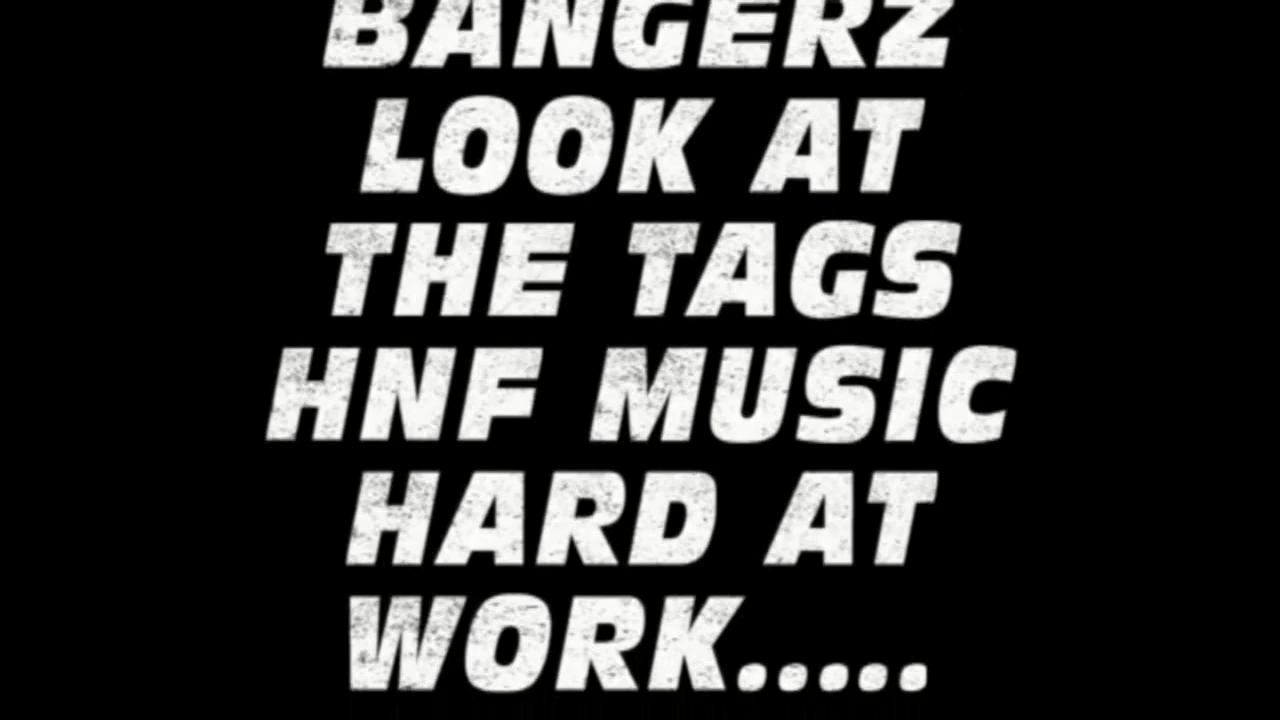 BANGERZ
LOOK AT
THE TAGS
HNF MUSIC
HARD AT
WORK.....